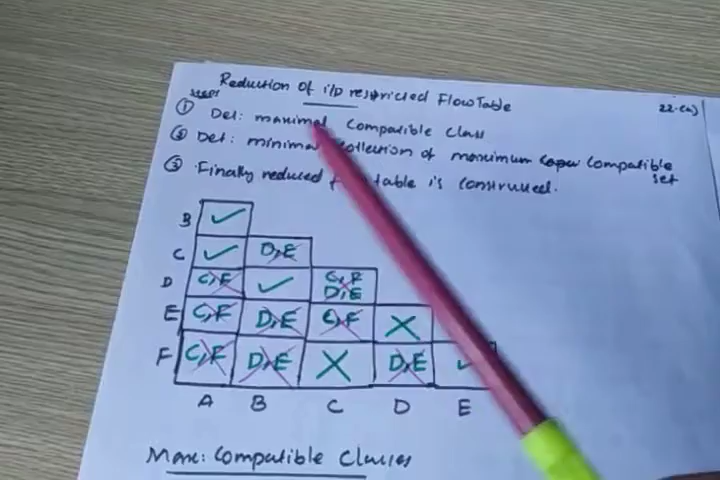 Reduction of i/p restricted Flow Table
22.(a)
Steps
① Det: maximal Compatible Class
② Det: minimal collection of maximum Compatible set
③ Finally reduced table is constructed.
B ✓
C ✓ D,E
D C,F ✓ C,F D,E
E C,F D,E C,F X
F C,F D,E X D,E ✓
A B C D E
Max: Compatible Classes